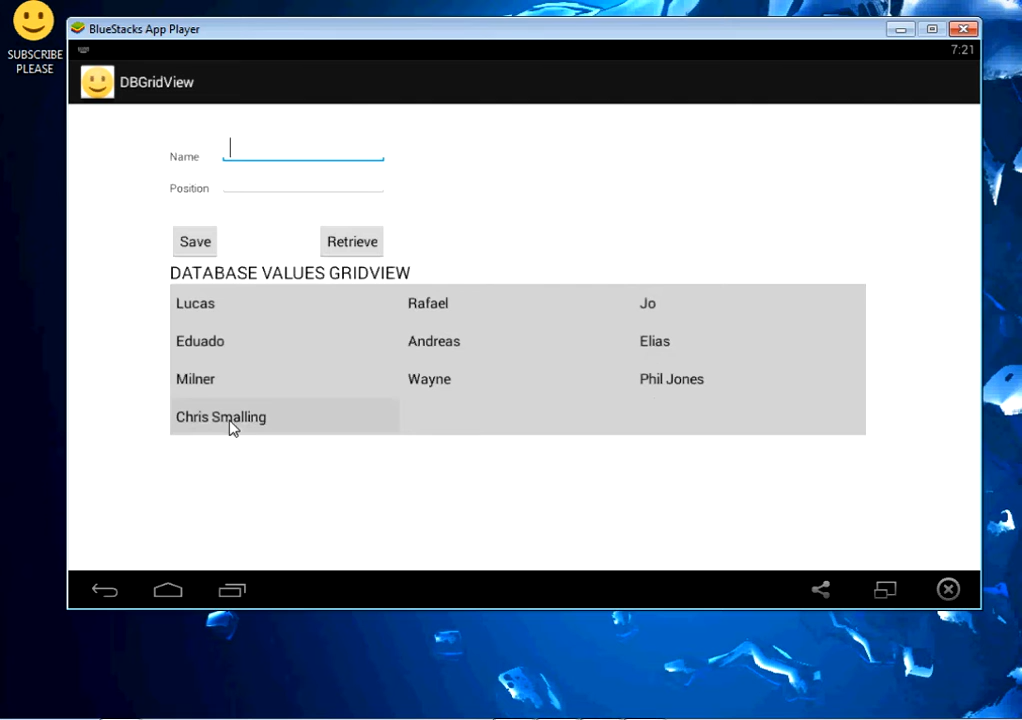 SUBSCRIBE
PLEASE
BlueStacks App Player
7:21
DBGridView
Name
Position
Save Retrieve
DATABASE VALUES GRIDVIEW
Lucas Rafael Jo
Eduado Andreas Elias
Milner Wayne Phil Jones
Chris Smalling